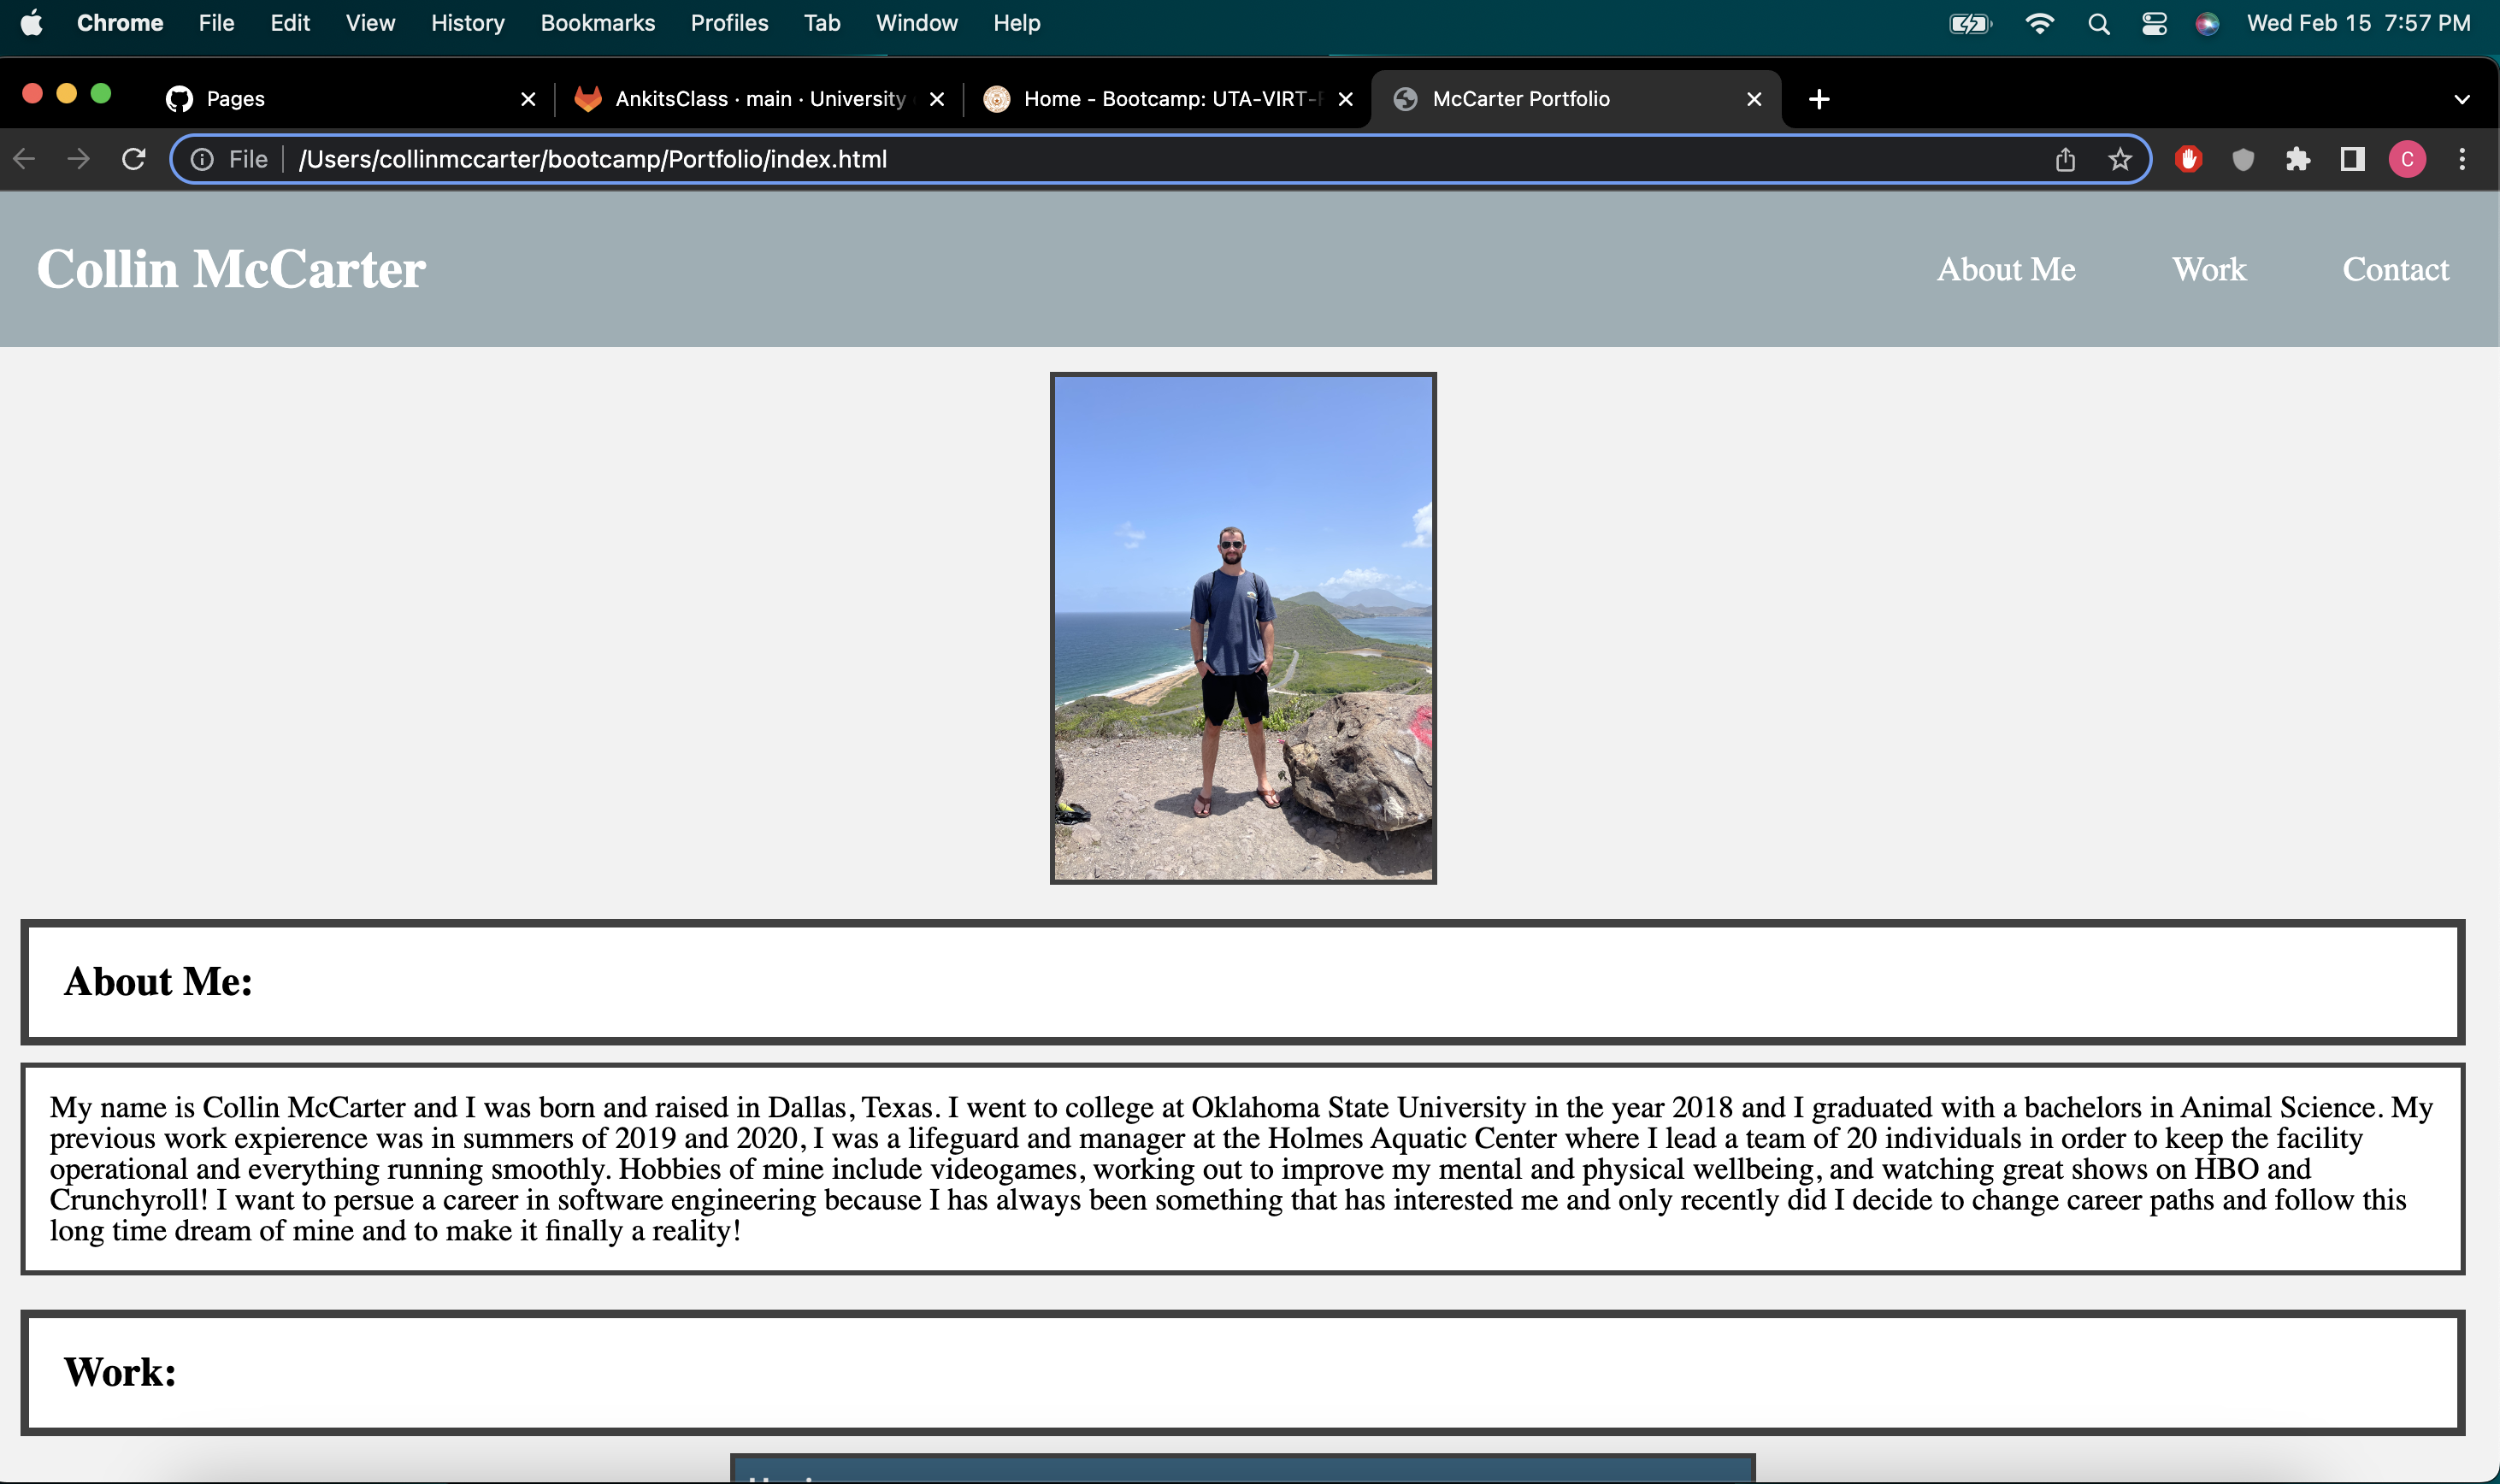 Chrome File Edit View History Bookmarks Profiles Tab Window Help Wed Feb 15 7:57 PM
Pages AnkitsClass · main · University Home - Bootcamp: UTA-VIRT- McCarter Portfolio
File /Users/collinmccarter/bootcamp/Portfolio/index.html C
Collin McCarter About Me Work Contact
About Me:
My name is Collin McCarter and I was born and raised in Dallas, Texas. I went to college at Oklahoma State University in the year 2018 and I graduated with a bachelors in Animal Science. My
previous work expierence was in summers of 2019 and 2020, I was a lifeguard and manager at the Holmes Aquatic Center where I lead a team of 20 individuals in order to keep the facility
operational and everything running smoothly. Hobbies of mine include videogames, working out to improve my mental and physical wellbeing, and watching great shows on HBO and
Crunchyroll! I want to persue a career in software engineering because I has always been something that has interested me and only recently did I decide to change career paths and follow this
long time dream of mine and to make it finally a reality!
Work: